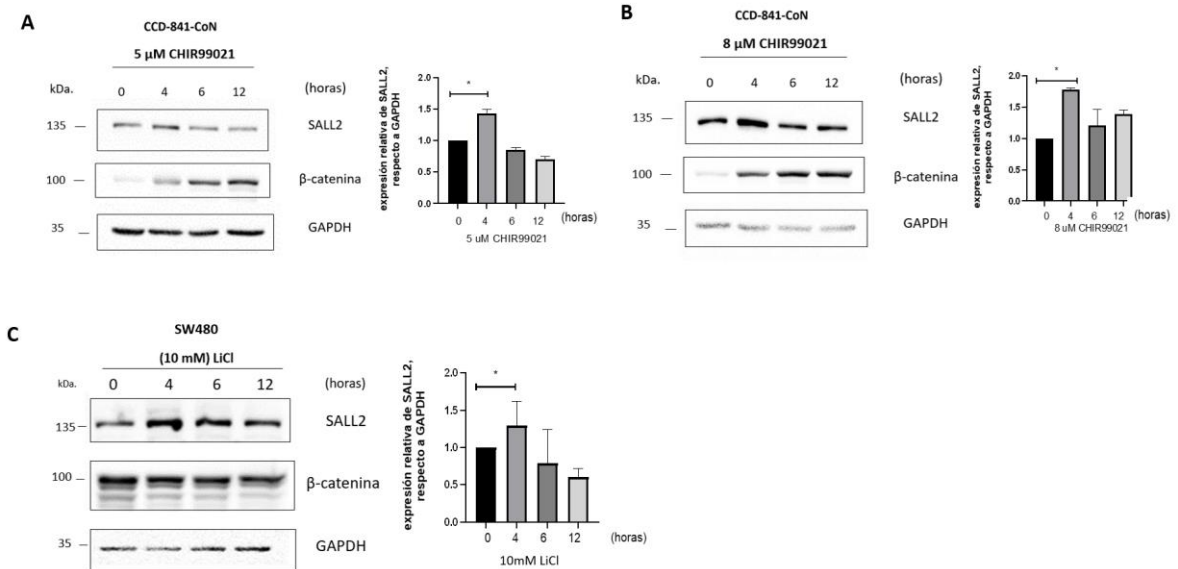 A
CCD-841-CoN
5 µM CHIR99021
kDa. 0 4 6 12 (horas)
135 — SALL2
100 — β-catenina
35 — GAPDH
expresión relativa de SALL2,
respecto a GAPDH
2.0
1.5
1.0
0.5
0.0
*
0 4 6 12 (horas)
5 uM CHIR99021
B
CCD-841-CoN
8 µM CHIR99021
kDa. 0 4 6 12 (horas)
135 — SALL2
100 — β-catenina
35 — GAPDH
expresión relativa de SALL2,
respecto a GAPDH
2.0
1.5
1.0
0.5
0.0
*
0 4 6 12 (horas)
8 uM CHIR99021
C
SW480
(10 mM) LiCl
kDa. 0 4 6 12 (horas)
135 — SALL2
100 — β-catenina
35 — GAPDH
expresión relativa de SALL2,
respecto a GAPDH
2.0
1.5
1.0
0.5
0.0
*
0 4 6 12 (horas)
10mM LiCl